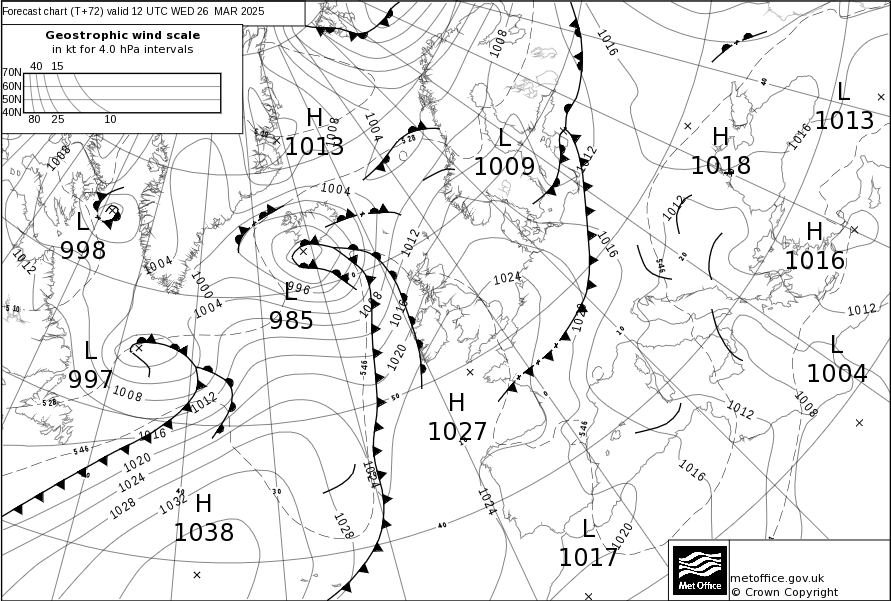 Forecast chart (T+72) valid 12 UTC WED 26 MAR 2025
Geostrophic wind scale
in kt for 4.0 hPa intervals
40 15
70N
60N
50N
40N
80 25 10
1008
1016
40
L
1013
H
1013
1008
1004
528
L
1009
1012
H
1018
1016
1008
1004
1012
L
998
1012
1004
1000
1004
996
L
985
1012
1008
1016
1020
1024
1016
1020
546
20
H
1016
1012
10
L
997
1008
1012
528
546
50
0
L
1004
1008
1012
H
1027
546
1016
546
1020
1024
1028
1032
40
30
1024
1028
40
1024
1016
1020
H
1038
L
1017
Met Office
metoffice.gov.uk
© Crown Copyright